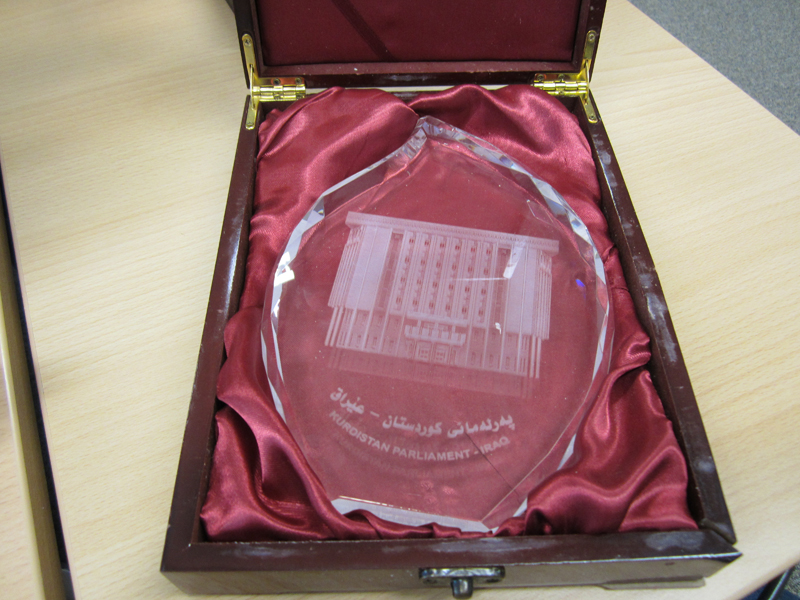 پەرلەمانی کوردستان - عێراق
KURDISTAN PARLIAMENT - IRAQ